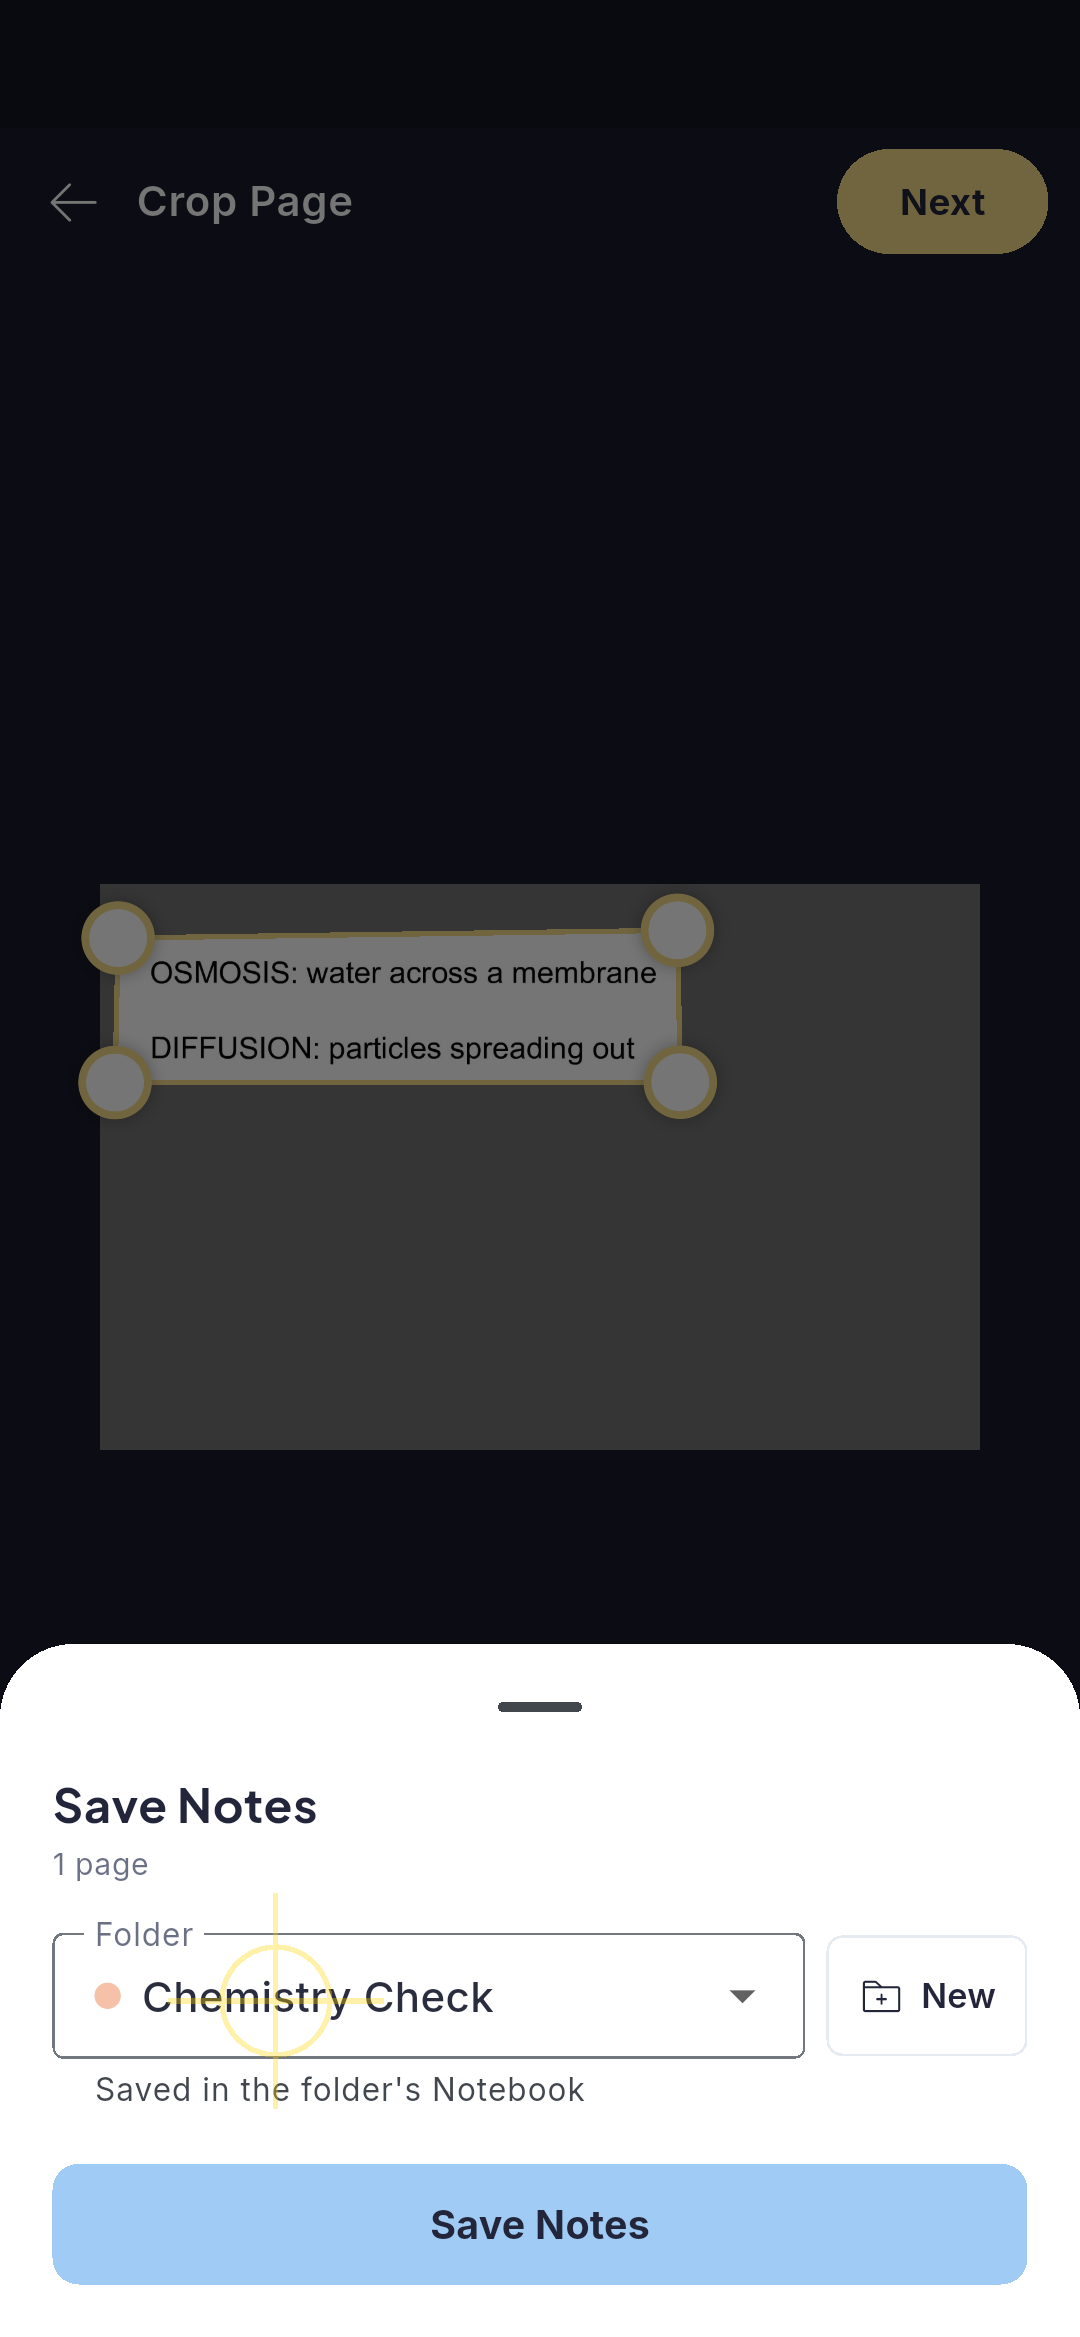 Crop Page
Next
OSMOSIS: water across a membrane
DIFFUSION: particles spreading out
Save Notes
1 page
Folder
Chemistry Check
New
Saved in the folder's Notebook
Save Notes